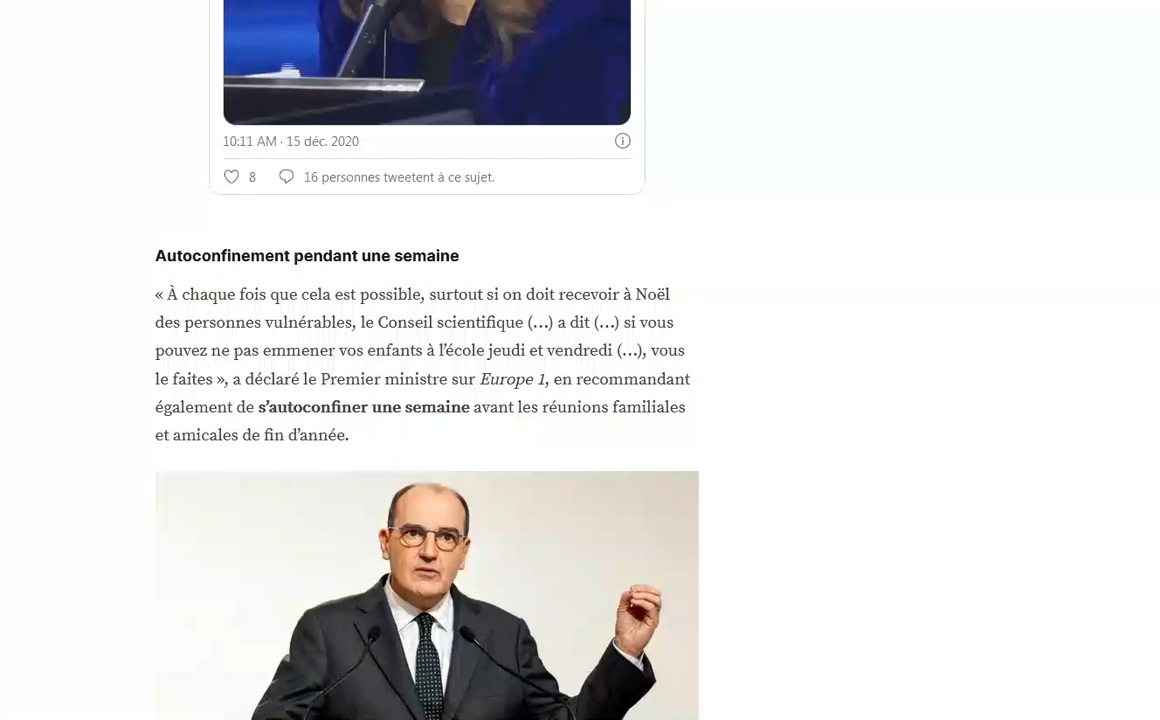 10:11 AM · 15 déc. 2020
8 16 personnes tweetent à ce sujet.
Autoconfinement pendant une semaine
« À chaque fois que cela est possible, surtout si on doit recevoir à Noël
des personnes vulnérables, le Conseil scientifique (…) a dit (…) si vous
pouvez ne pas emmener vos enfants à l’école jeudi et vendredi (…), vous
le faites », a déclaré le Premier ministre sur Europe 1, en recommandant
également de s’autoconfiner une semaine avant les réunions familiales
et amicales de fin d’année.